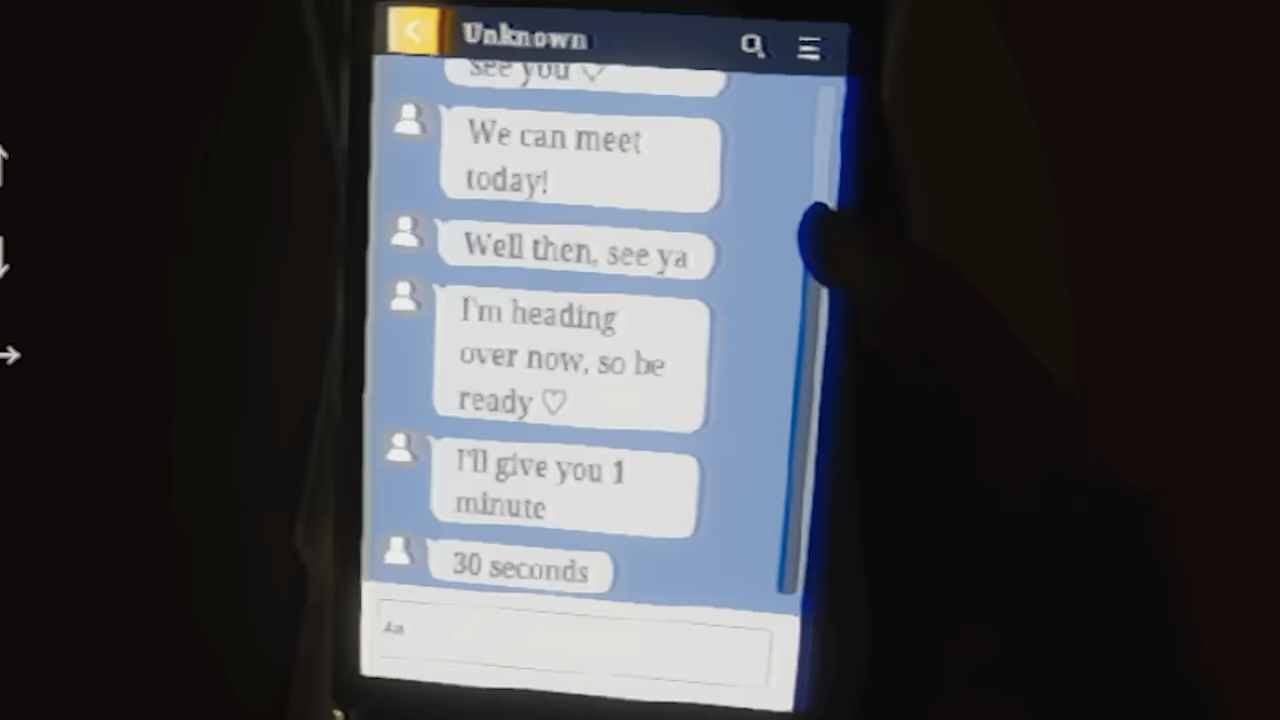 Unknown
see you ♡
We can meet
today!
Well then, see ya
I'm heading
over now, so be
ready ♡
I'll give you 1
minute
30 seconds
Aa